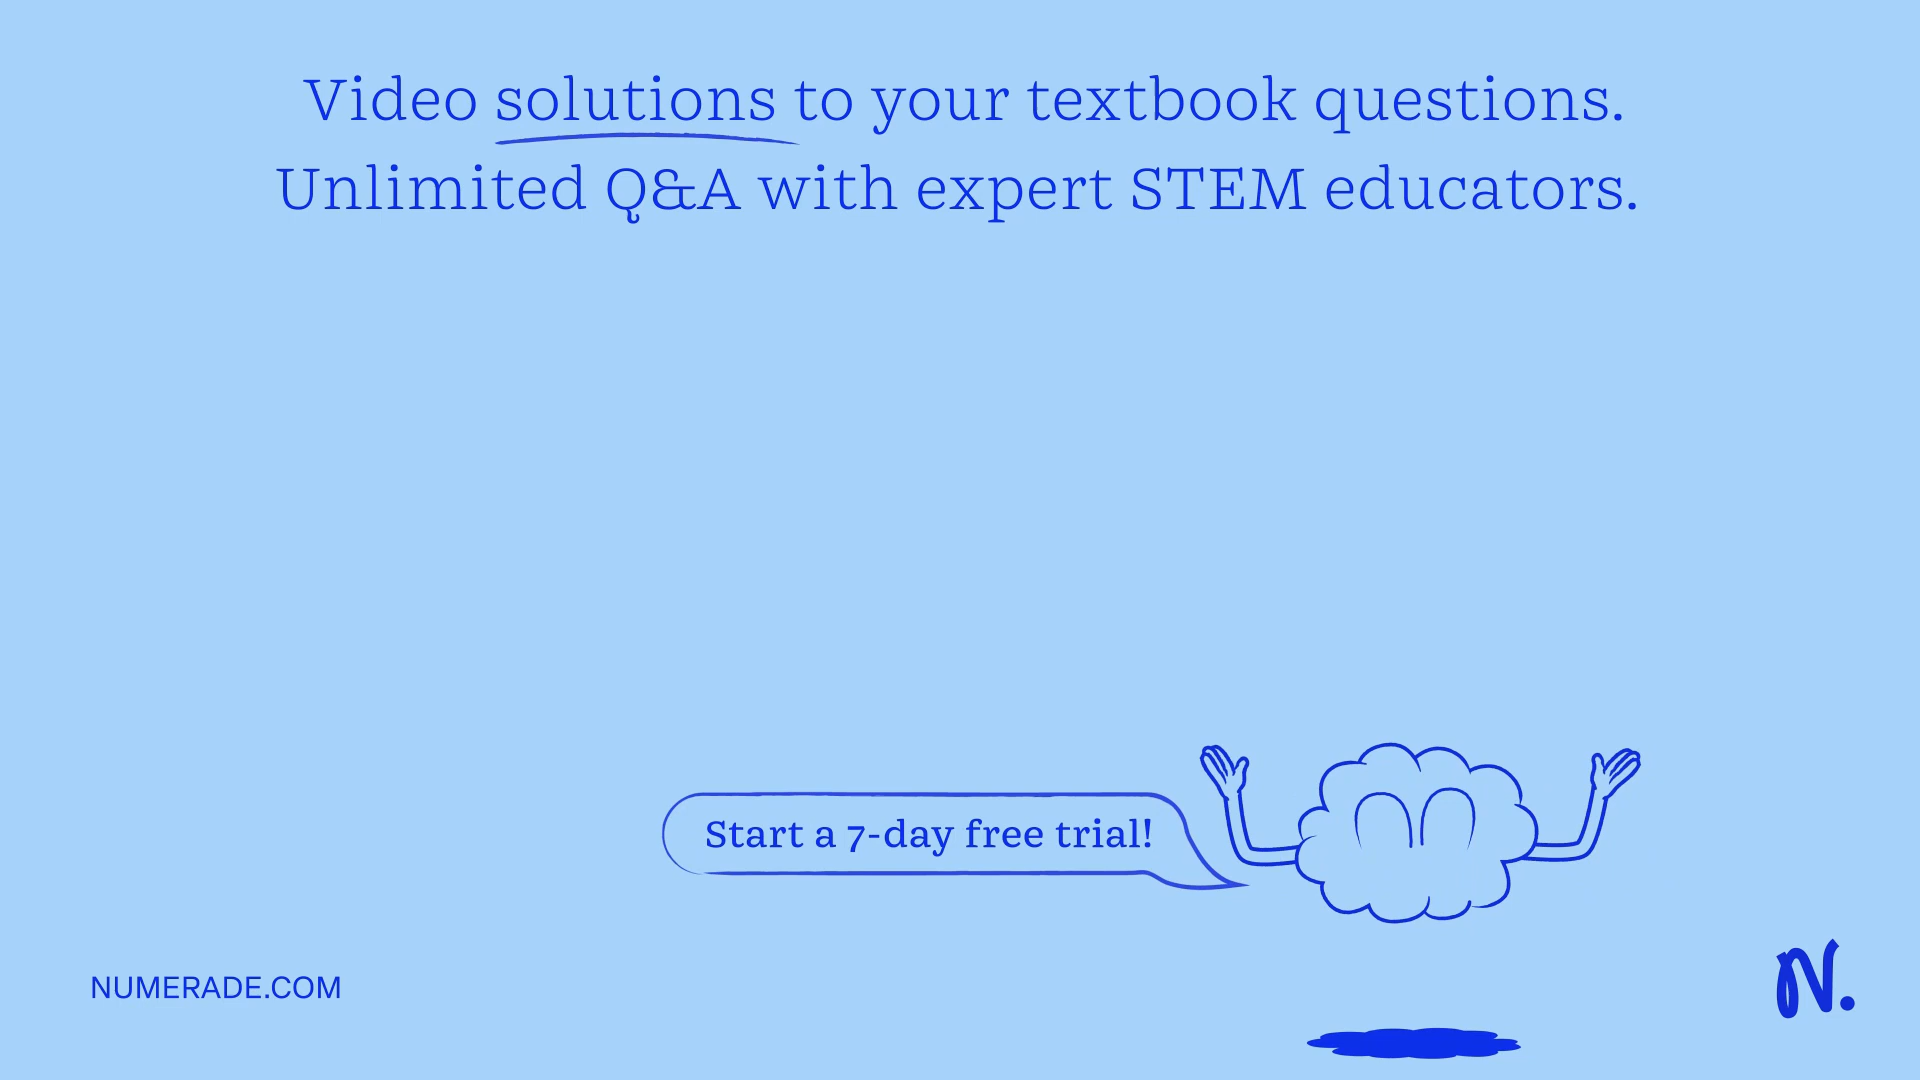 Video solutions to your textbook questions.
Unlimited Q&A with expert STEM educators.
Start a 7-day free trial!
NUMERADE.COM
N.